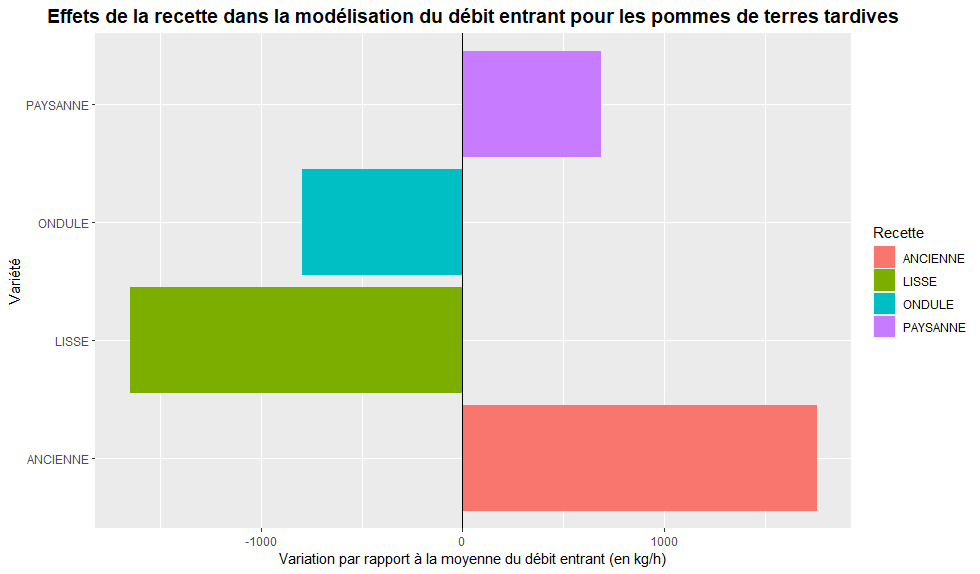 Effets de la recette dans la modélisation du débit entrant pour les pommes de terres tardives
PAYSANNE
ONDULE
LISSE
ANCIENNE
Variété
-1000
0
1000
Variation par rapport à la moyenne du débit entrant (en kg/h)
Recette
ANCIENNE
LISSE
ONDULE
PAYSANNE